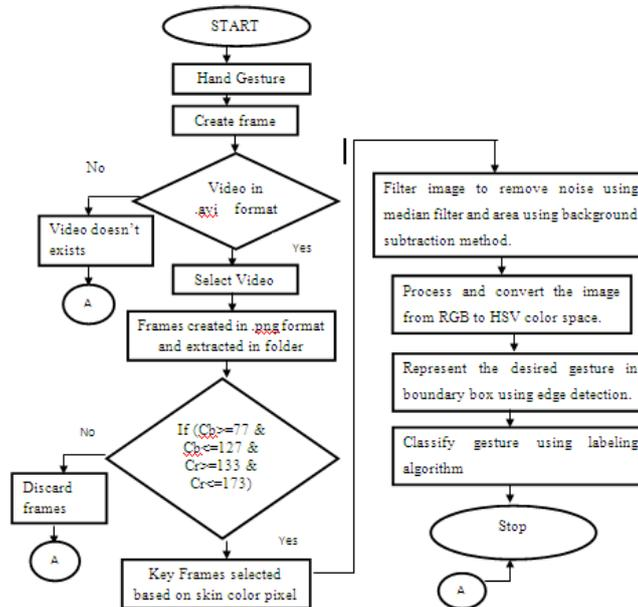 START
Hand Gesture
Create frame
No
Video in
.avi format
Video doesn't
exists
Yes
A
Select Video
Frames created in .png format
and extracted in folder
No
If (Cb>=77 &
Cb<=127 &
Cr>=133 &
Cr<=173)
Discard
frames
Yes
A
Key Frames selected
based on skin color pixel
Filter image to remove noise using
median filter and area using background
subtraction method.
Process and convert the image
from RGB to HSV color space.
Represent the desired gesture in
boundary box using edge detection.
Classify gesture using labeling
algorithm
Stop
A